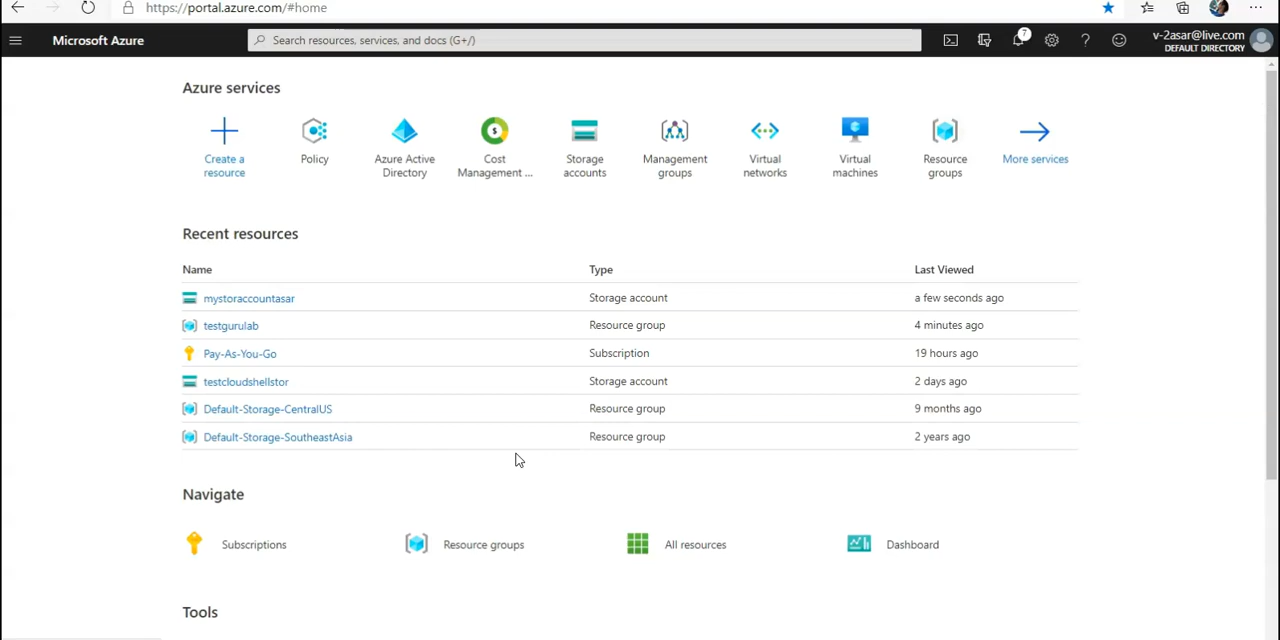 https://portal.azure.com/#home
Microsoft Azure
Search resources, services, and docs (G+/)
7
v-2asar@live.com
DEFAULT DIRECTORY
Azure services
Create a resource
Policy
Azure Active Directory
Cost Management ...
Storage accounts
Management groups
Virtual networks
Virtual machines
Resource groups
More services
Recent resources
Name Type Last Viewed
mystoraccountasar Storage account a few seconds ago
testgurulab Resource group 4 minutes ago
Pay-As-You-Go Subscription 19 hours ago
testcloudshellstor Storage account 2 days ago
Default-Storage-CentralUS Resource group 9 months ago
Default-Storage-SoutheastAsia Resource group 2 years ago
Navigate
Subscriptions Resource groups All resources Dashboard
Tools